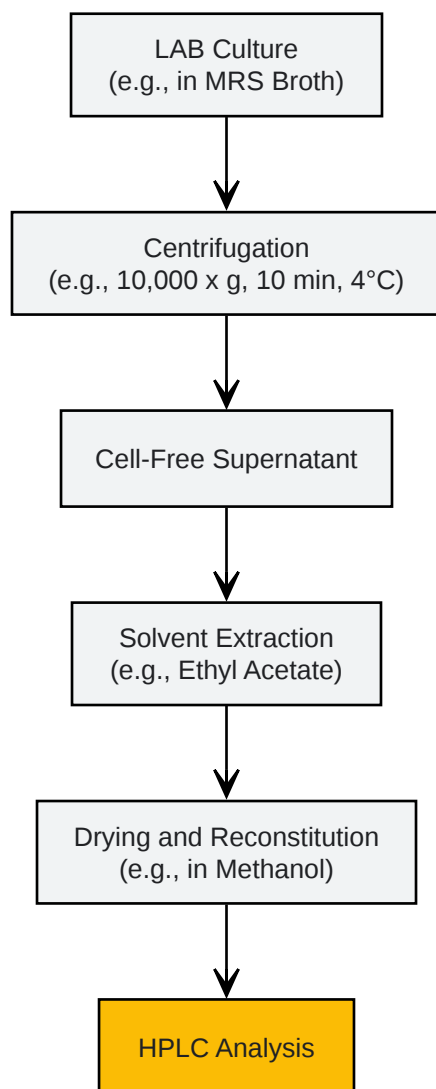 LAB Culture
(e.g., in MRS Broth)
Centrifugation
(e.g., 10,000 x g, 10 min, 4°C)
Cell-Free Supernatant
Solvent Extraction
(e.g., Ethyl Acetate)
Drying and Reconstitution
(e.g., in Methanol)
HPLC Analysis